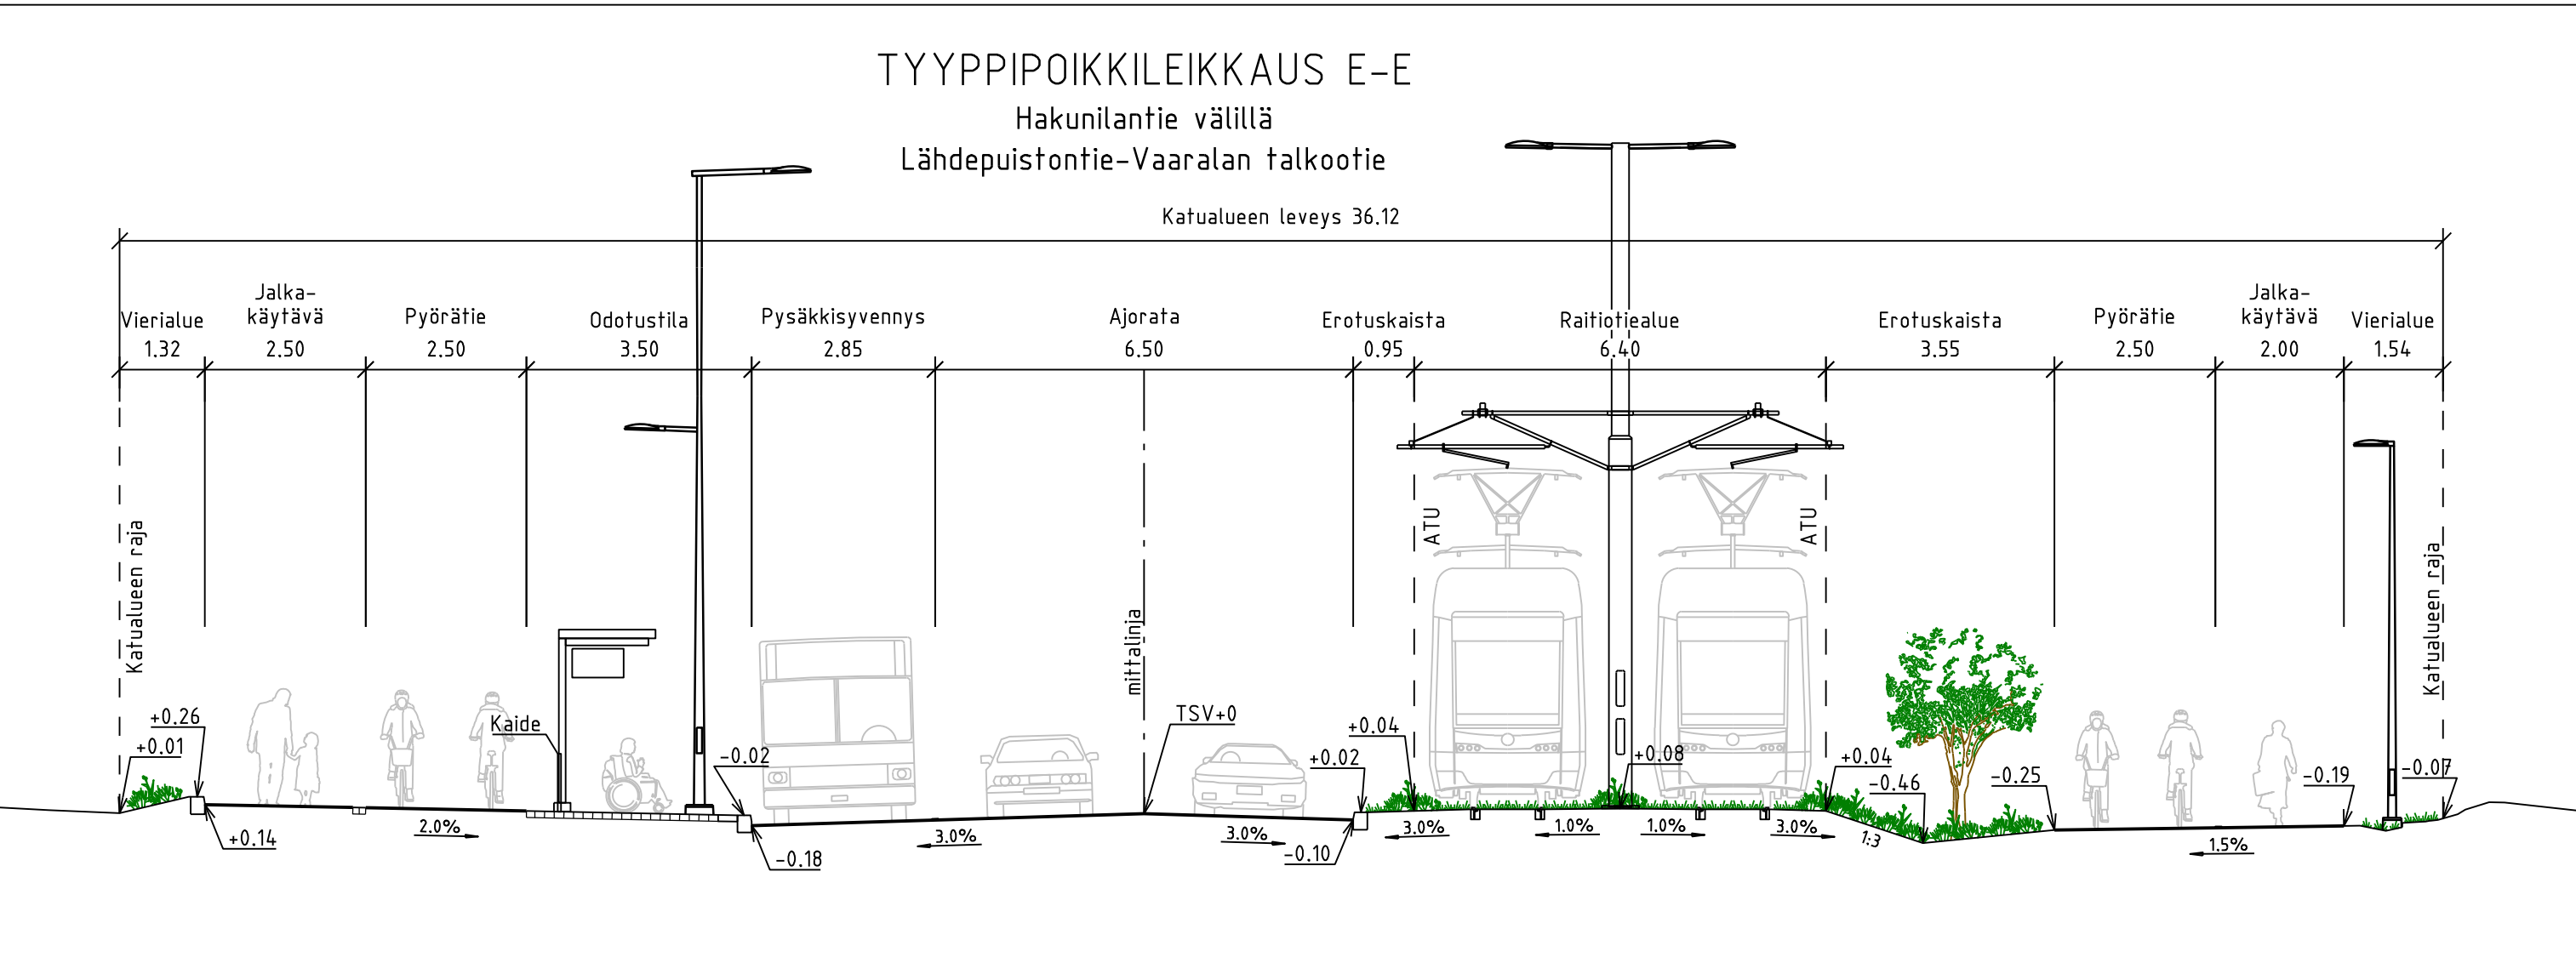 TYYPPIPOIKKILEIKKAUS E-E
Hakunilantie välillä
Lähdepuistontie-Vaaralan talkootie
Katualueen leveys 36.12
Vierialue
1.32
Jalka-
käytävä
2.50
Pyörätie
2.50
Odotustila
3.50
Pysäkkisyvennys
2.85
Ajorata
6.50
Erotuskaista
0.95
Raitiotiealue
6.40
Erotuskaista
3.55
Pyörätie
2.50
Jalka-
käytävä
2.00
Vierialue
1.54
Katualueen raja
mittalinja
ATU
ATU
Katualueen raja
+0.26
+0.01
+0.14
2.0%
Kaide
-0.02
-0.18
3.0%
TSV+0
3.0%
-0.10
+0.02
+0.04
3.0%
1.0%
+0.08
1.0%
3.0%
+0.04
-0.46
1:3
-0.25
1.5%
-0.19
-0.07